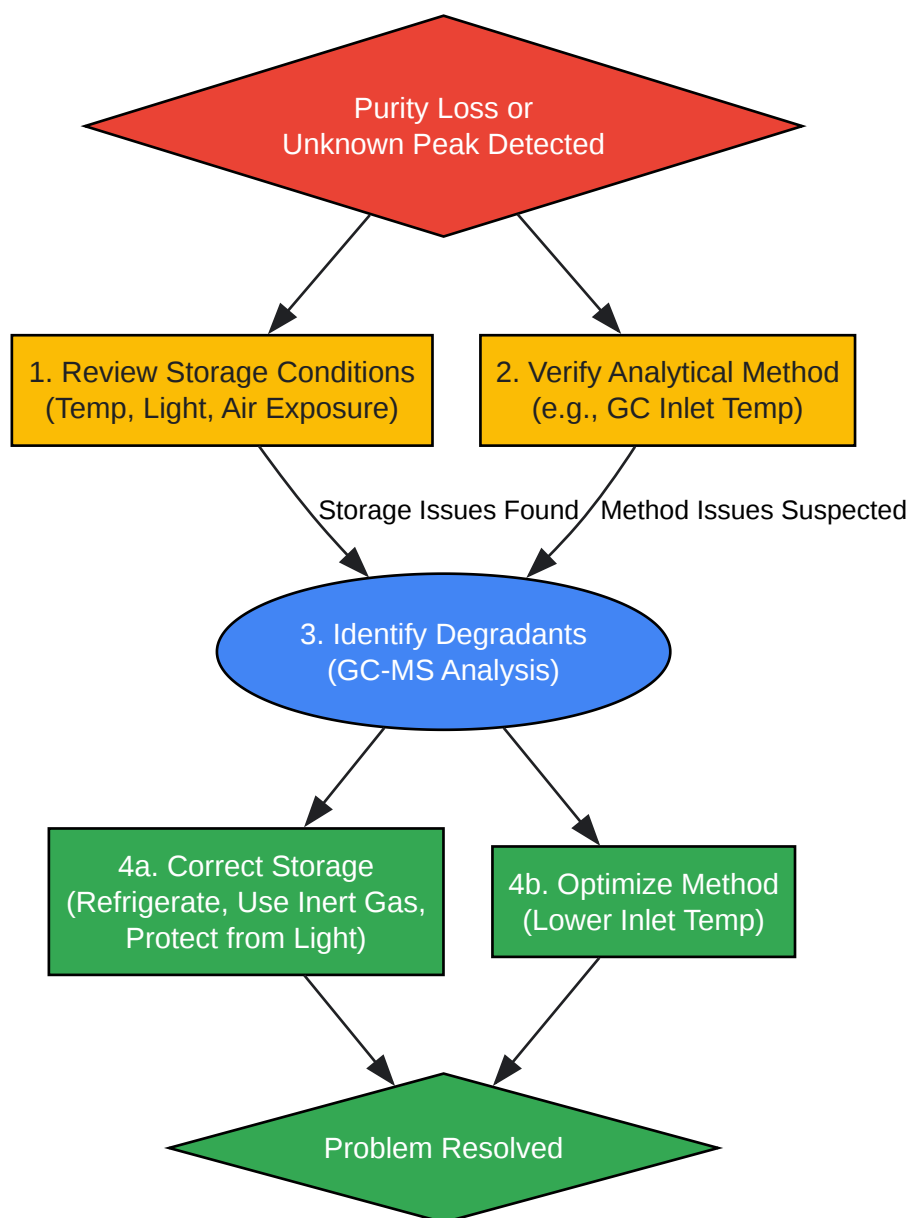 Purity Loss or
Unknown Peak Detected
1. Review Storage Conditions
(Temp, Light, Air Exposure)
2. Verify Analytical Method
(e.g., GC Inlet Temp)
Storage Issues Found
Method Issues Suspected
3. Identify Degradants
(GC-MS Analysis)
4a. Correct Storage
(Refrigerate, Use Inert Gas,
Protect from Light)
4b. Optimize Method
(Lower Inlet Temp)
Problem Resolved